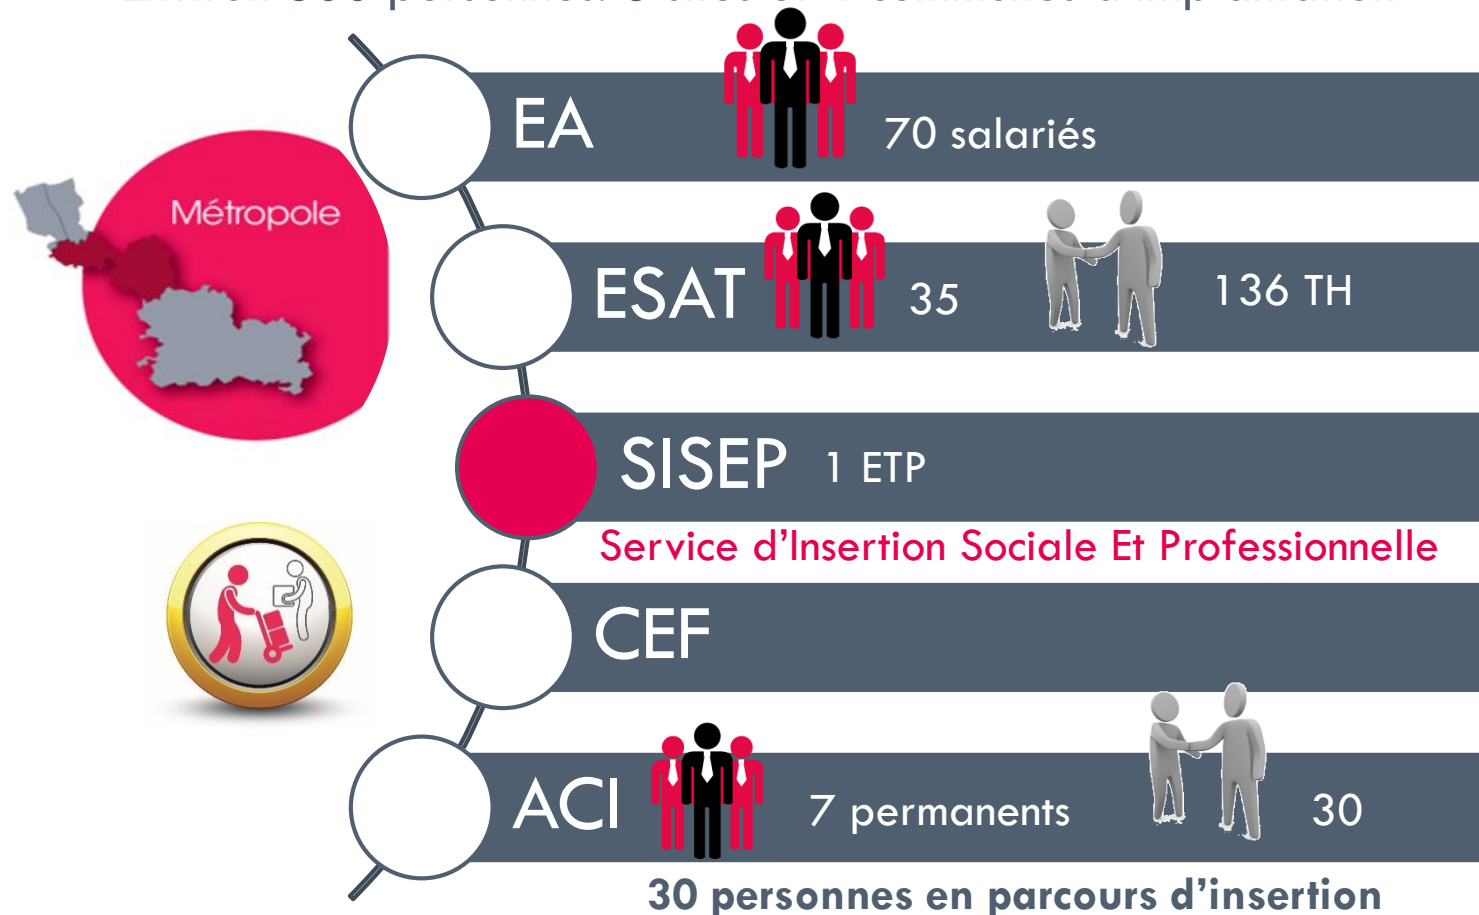 Métropole
EA
70 salariés
ESAT
35
136 TH
SISEP
1 ETP
Service d'Insertion Sociale Et Professionnelle
CEF
ACI
7 permanents
30
30 personnes en parcours d'insertion